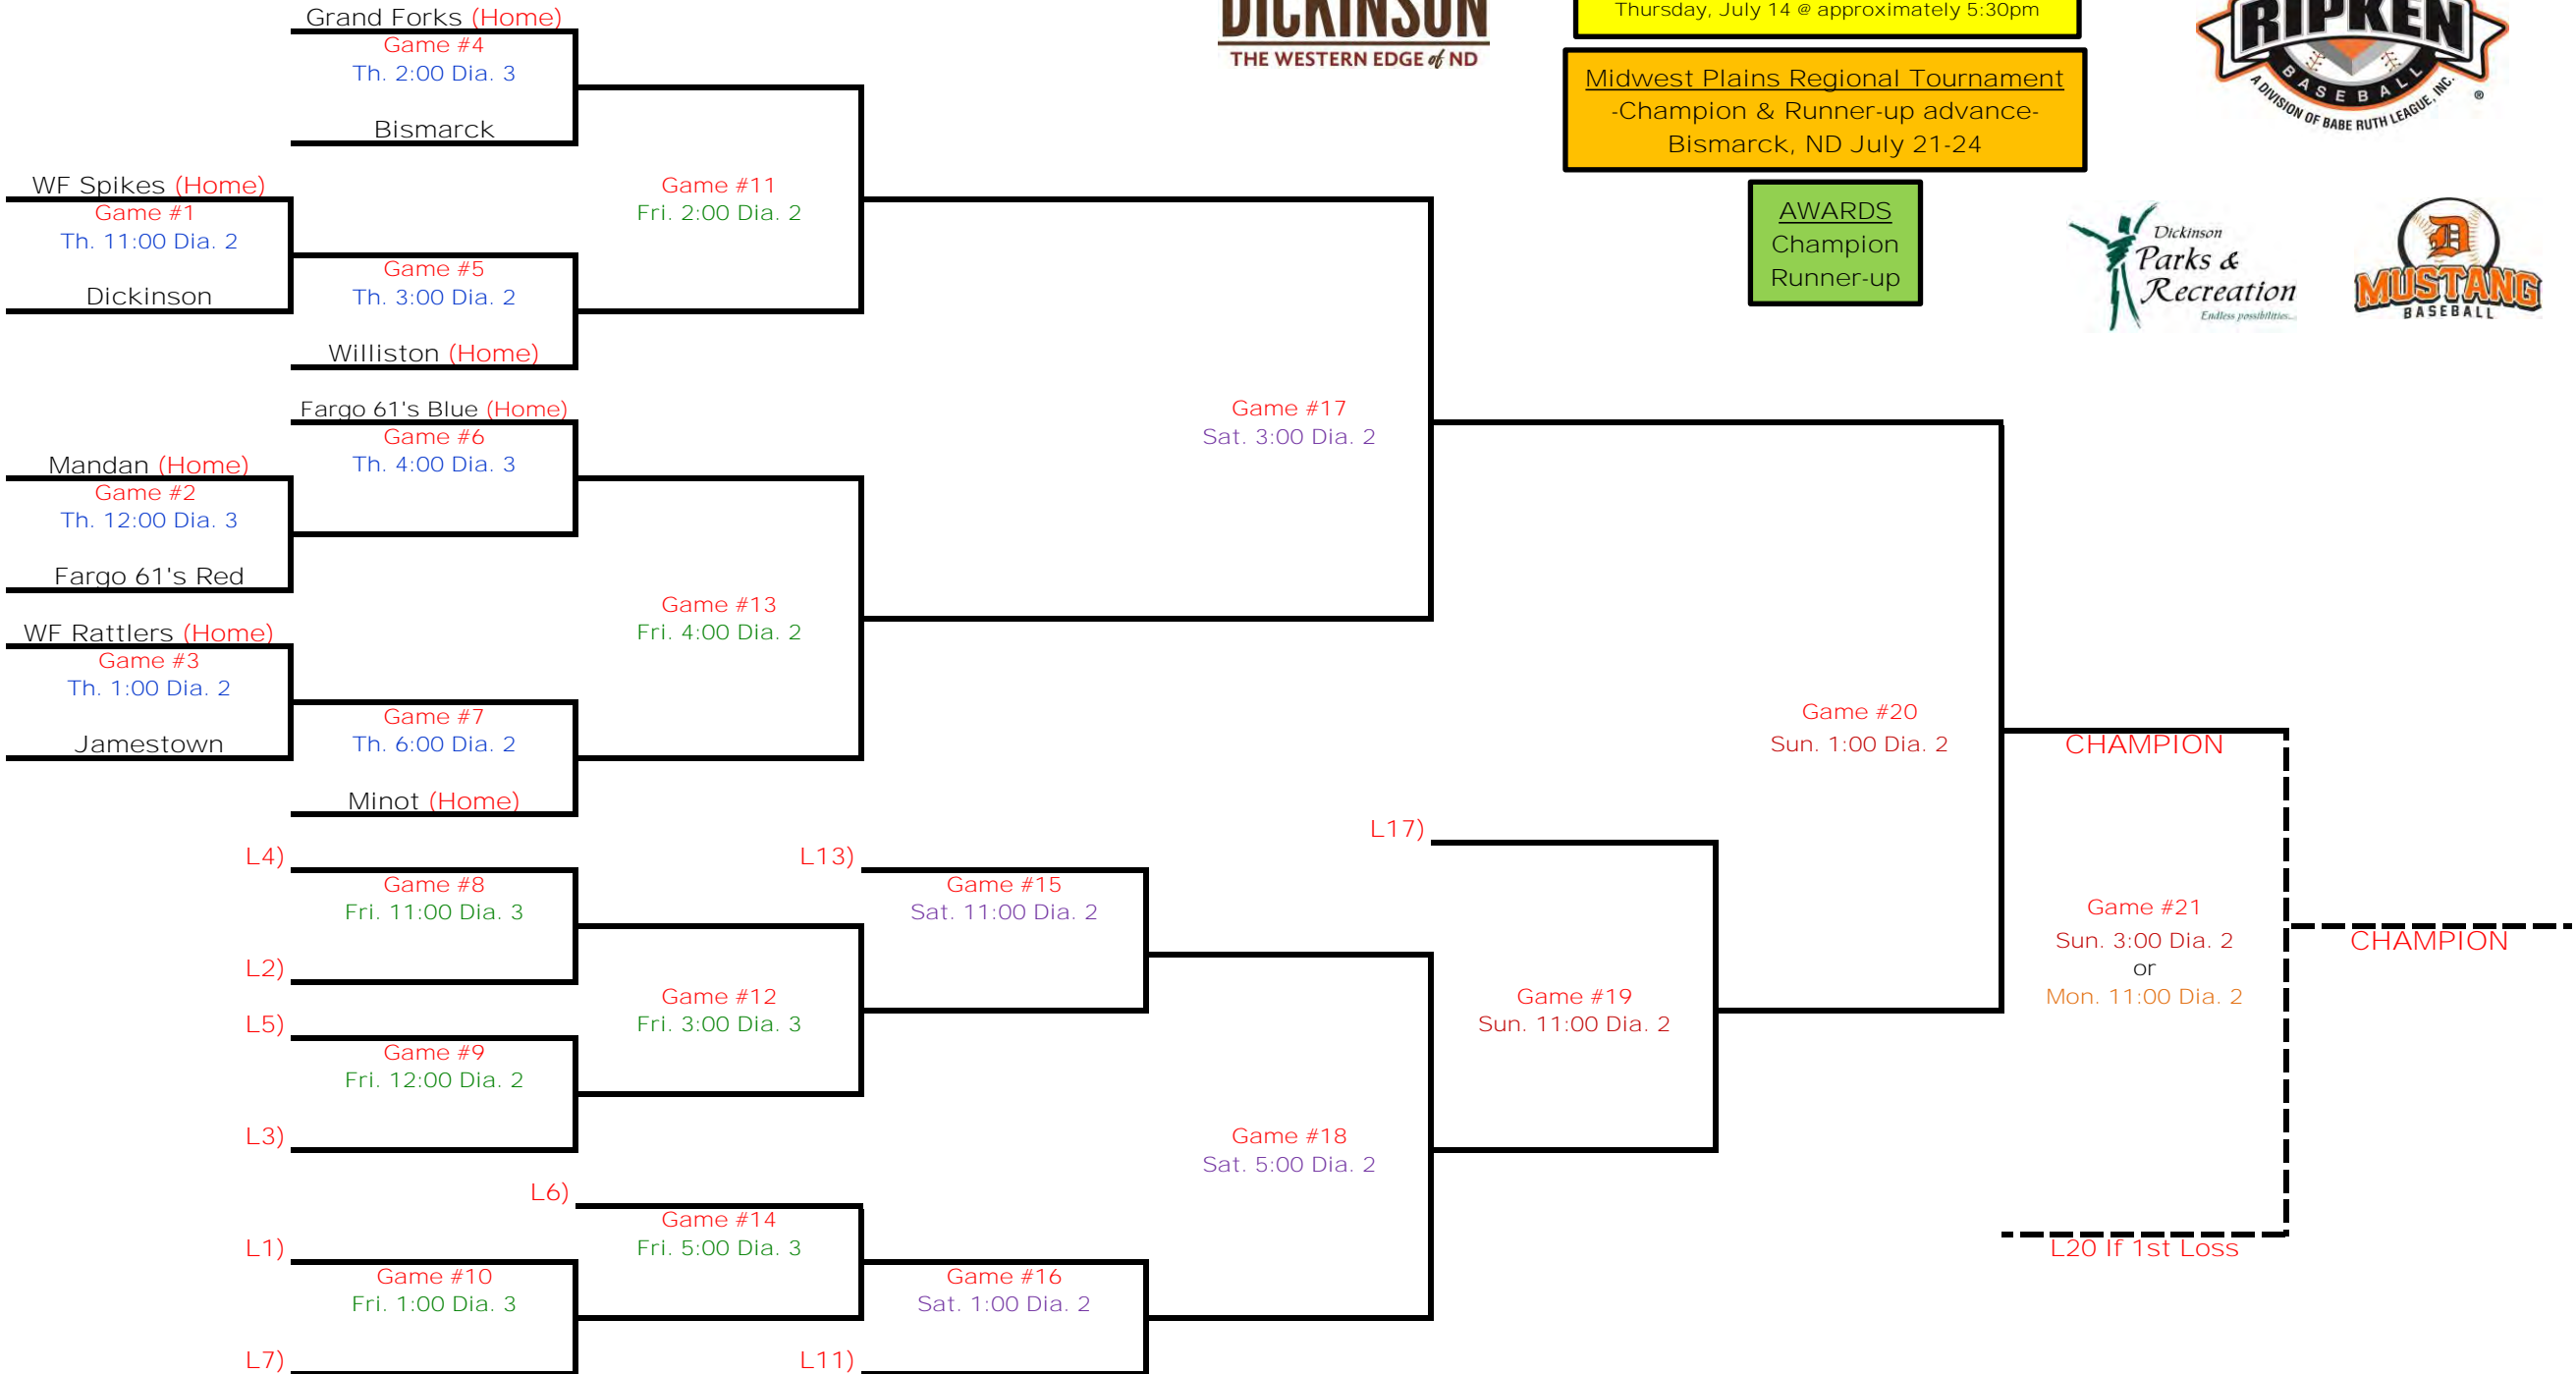 Grand Forks (Home)
Game #4
Th. 2:00 Dia. 3
Bismarck
WF Spikes (Home)
Game #1
Th. 11:00 Dia. 2
Dickinson
Game #5
Th. 3:00 Dia. 2
Williston (Home)
Game #11
Fri. 2:00 Dia. 2
Fargo 61's Blue (Home)
Game #6
Th. 4:00 Dia. 3
Mandan (Home)
Game #2
Th. 12:00 Dia. 3
Fargo 61's Red
WF Rattlers (Home)
Game #3
Th. 1:00 Dia. 2
Jamestown
Game #7
Th. 6:00 Dia. 2
Minot (Home)
Game #13
Fri. 4:00 Dia. 2
Game #17
Sat. 3:00 Dia. 2
DICKINSON
THE WESTERN EDGE of ND
Thursday, July 14 @ approximately 5:30pm
Midwest Plains Regional Tournament
-Champion & Runner-up advance-
Bismarck, ND July 21-24
AWARDS
Champion
Runner-up
RIPKEN
BASEBALL
A DIVISION OF BABE RUTH LEAGUE, INC.
®
Dickinson
Parks &
Recreation
Endless possibilities...
D
MUSTANG
BASEBALL
Game #20
Sun. 1:00 Dia. 2
CHAMPION
L4)
Game #8
Fri. 11:00 Dia. 3
L2)
L5)
Game #9
Fri. 12:00 Dia. 2
L3)
Game #12
Fri. 3:00 Dia. 3
L13)
Game #15
Sat. 11:00 Dia. 2
L6)
Game #14
Fri. 5:00 Dia. 3
L1)
Game #10
Fri. 1:00 Dia. 3
L7)
Game #16
Sat. 1:00 Dia. 2
L11)
Game #18
Sat. 5:00 Dia. 2
L17)
Game #19
Sun. 11:00 Dia. 2
Game #21
Sun. 3:00 Dia. 2
or
Mon. 11:00 Dia. 2
L20 If 1st Loss
CHAMPION